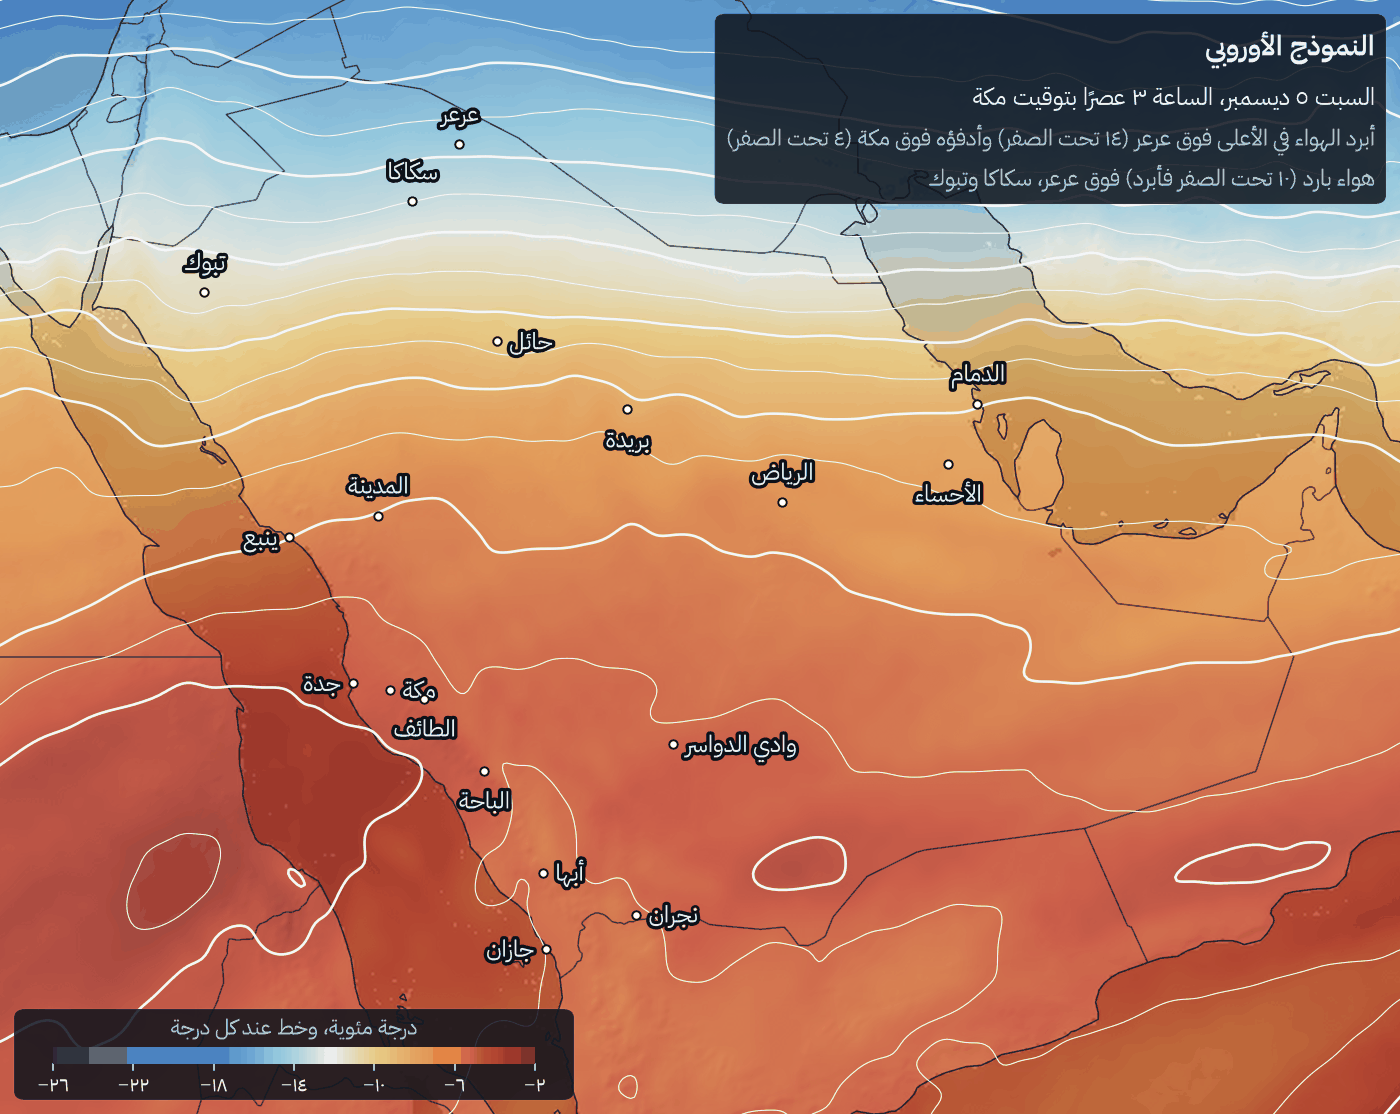 النموذج الأوروبي
السبت ٥ ديسمبر، الساعة ٣ عصرًا بتوقيت مكة
أبرد الهواء في الأعلى فوق عرعر (١٤ تحت الصفر) وأدفؤه فوق مكة (٤ تحت الصفر)
هواء بارد (١٠ تحت الصفر فأبرد) فوق عرعر، سكاكا وتبوك
عرعر
سكاكا
تبوك
حائل
الدمام
بريدة
الرياض
الأحساء
المدينة
ينبع
جدة
مكة
الطائف
وادي الدواسر
الباحة
أبها
نجران
جازان
درجة مئوية، وخط عند كل درجة
−٢٦ −٢٢ −١٨ −١٤ −١٠ −٦ −٢